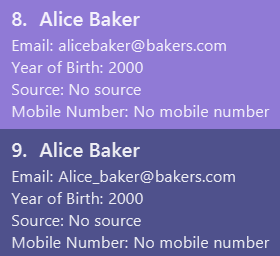 8. Alice Baker
Email: alicebaker@bakers.com
Year of Birth: 2000
Source: No source
Mobile Number: No mobile number
9. Alice Baker
Email: Alice_baker@bakers.com
Year of Birth: 2000
Source: No source
Mobile Number: No mobile number